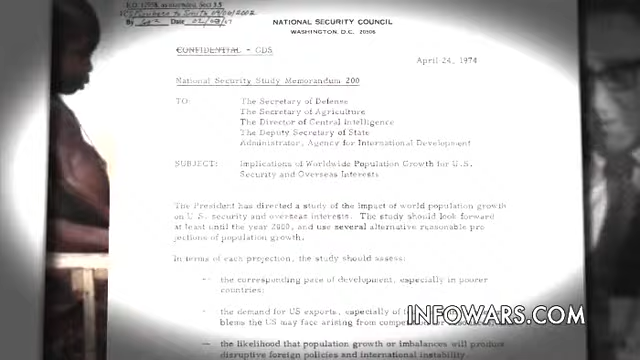 NATIONAL SECURITY COUNCIL
WASHINGTON, D.C. 20506
CONFIDENTIAL - GDS
April 24, 1974
National Security Study Memorandum 200
TO: The Secretary of Defense
The Secretary of Agriculture
The Director of Central Intelligence
The Deputy Secretary of State
Administrator, Agency for International Development
SUBJECT: Implications of Worldwide Population Growth for U.S.
Security and Overseas Interests
The President has directed a study of the impact of world population growth
on U.S. security and overseas interests. The study should look forward
at least until the year 2000, and use several alternative reasonable pro
jections of population growth.
In terms of each projection, the study should assess:
-- the corresponding pace of development, especially in poorer
countries;
-- the demand for US exports, especially of
blems the US may face arising from
INFOWARS.COM
-- the likelihood that population growth or imbalances will produce
disruptive foreign policies and international instability